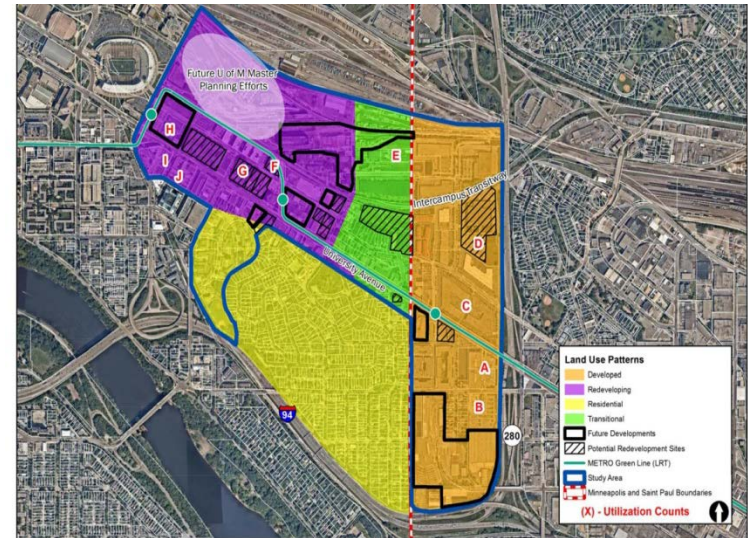 Future U of M Master
Planning Efforts
H
I
J
G
F
E
Intercampus Transitway
D
University Avenue
C
A
B
94
280
Land Use Patterns
Developed
Redeveloping
Residential
Transitional
Future Developments
Potential Redevelopment Sites
METRO Green Line (LRT)
Study Area
Minneapolis and Saint Paul Boundaries
(X) - Utilization Counts